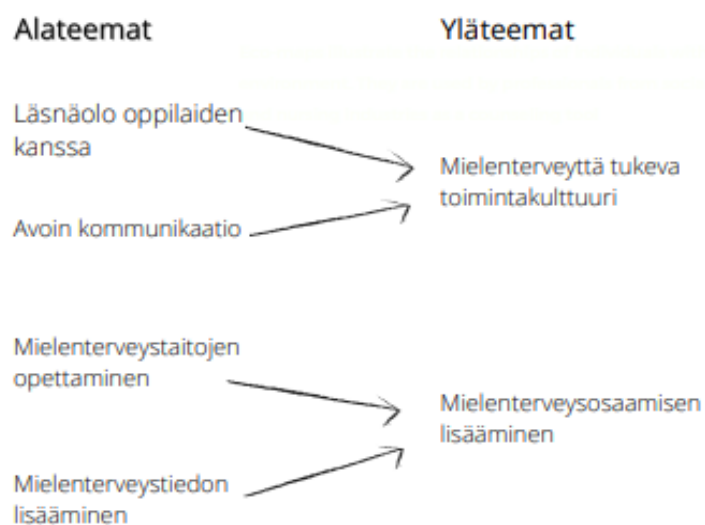 Alateemat
Yläteemat
Läsnäolo oppilaiden
kanssa
Mielenterveyttä tukeva
toimintakulttuuri
Avoin kommunikaatio
Mielenterveystaitojen
opettaminen
Mielenterveysosaamisen
lisääminen
Mielenterveystiedon
lisääminen